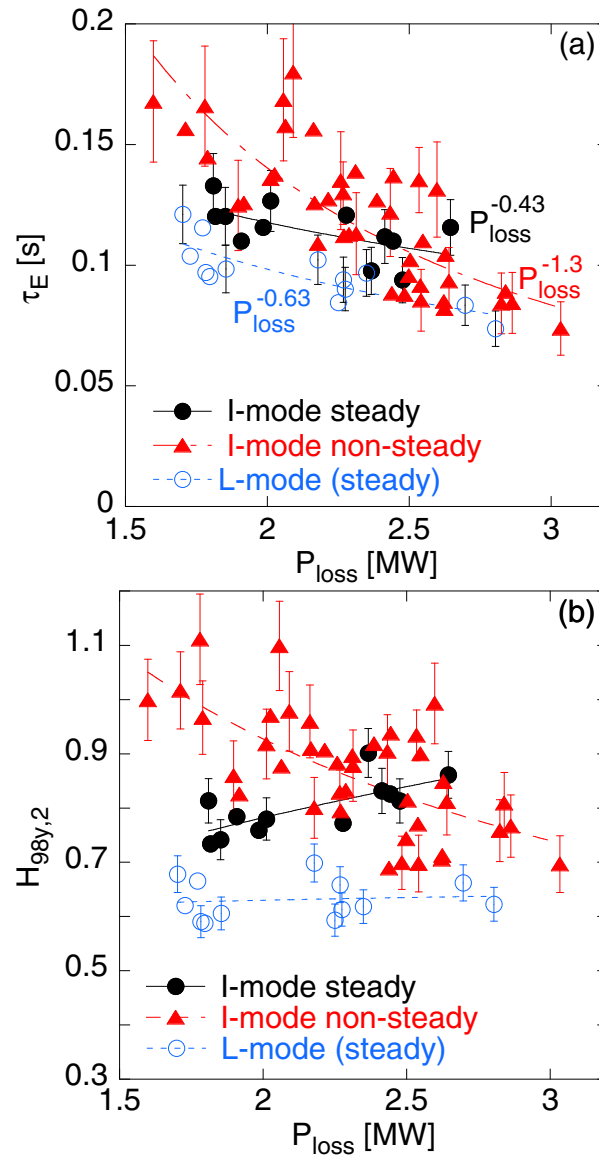 (a)
0.2
0.15
0.1
0.05
0
τ_E [s]
P_loss^-0.43
P_loss^-1.3
P_loss^-0.63
I-mode steady
I-mode non-steady
L-mode (steady)
1.5 2 2.5 3
P_loss [MW]
(b)
1.1
0.9
0.7
0.5
0.3
H_98y,2
I-mode steady
I-mode non-steady
L-mode (steady)
1.5 2 2.5 3
P_loss [MW]